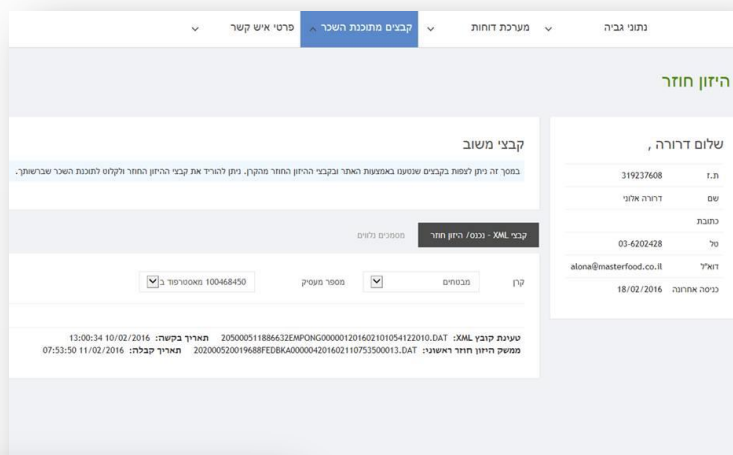 נתוני גביה
מערכת דוחות
קבצים מתוכנת השכר
פרטי איש קשר
היזון חוזר
שלום דרורה ,
ת.ז 319237608
שם דרורה אלוני
כתובת
טל 03-6202428
דוא"ל alona@masterfood.co.il
כניסה אחרונה 18/02/2016
קבצי משוב
במסך זה ניתן לצפות בקבצים שנטענו באמצעות האתר ובקבצי ההיזון החוזר מהקרן. ניתן להוריד את קבצי ההיזון החוזר ולקלוט לתוכנת השכר שברשותך.
קבצי XML - נכנס/ היזון חוזר
מסמכים נלווים
קרן מבטחים מספר מעסיק 100468450 מאסטרפוד ב
טעינת קובץ XML: 205000511886632EMPONG000001201602101054122010.DAT תאריך בקשה: 10/02/2016 13:00:34
ממשק היזון חוזר ראשוני: 202000520019688FEDBKA000004201602110753500013.DAT תאריך קבלה: 11/02/2016 07:53:50